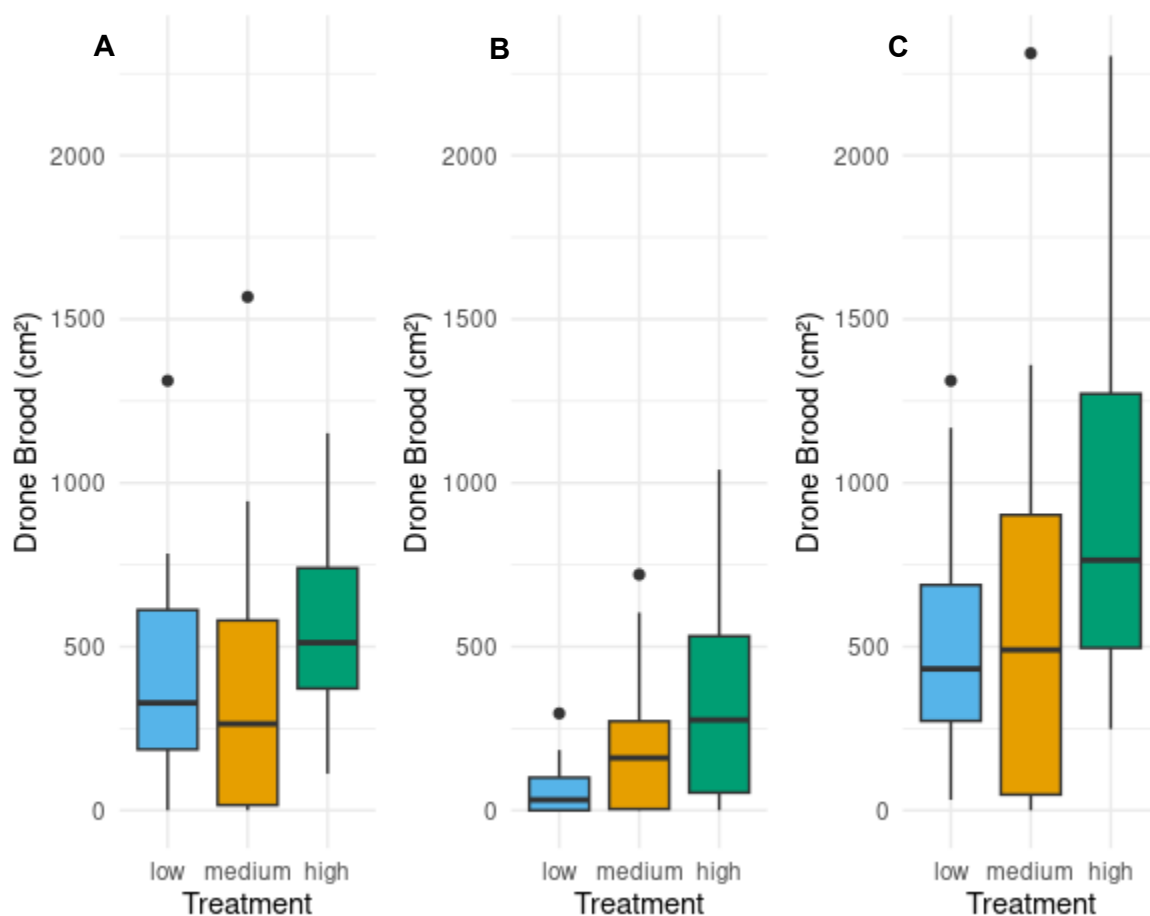 A
B
C
Drone Brood (cm²)
2000
1500
1000
500
0
low medium high
Treatment
Drone Brood (cm²)
2000
1500
1000
500
0
low medium high
Treatment
Drone Brood (cm²)
2000
1500
1000
500
0
low medium high
Treatment